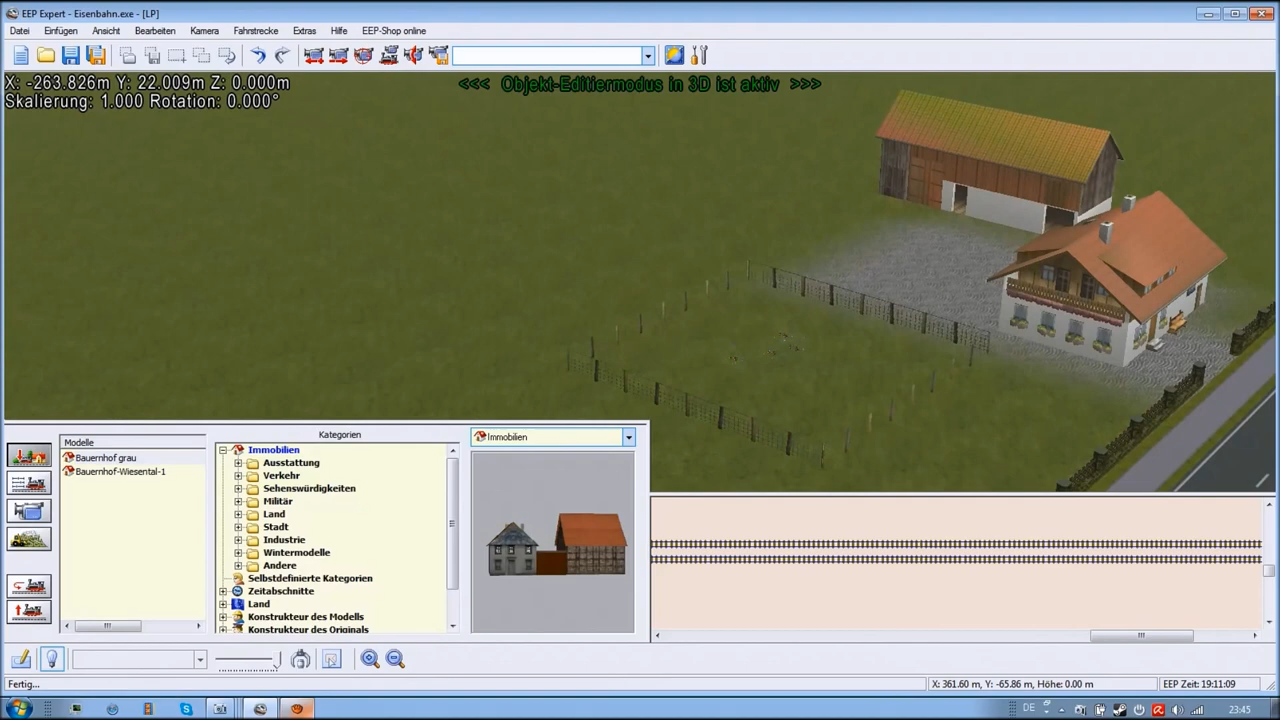 EEP Expert - Eisenbahn.exe - [LP]
Datei Einfügen Ansicht Bearbeiten Kamera Fahrstrecke Extras Hilfe EEP-Shop online
X: -263.826m Y: 22.009m Z: 0.000m
<<< Objekt-Editiermodus in 3D ist aktiv >>>
Skalierung: 1.000 Rotation: 0.000°
Modelle
Bauernhof grau
Bauernhof-Wiesental-1
Kategorien
Immobilien
Ausstattung
Verkehr
Sehenswürdigkeiten
Militär
Land
Stadt
Industrie
Wintermodelle
Andere
Selbstdefinierte Kategorien
Zeitabschnitte
Land
Konstrukteur des Modells
Konstrukteur des Originals
Immobilien
Fertig...
X: 361.60 m, Y: -65.86 m, Höhe: 0.00 m
EEP Zeit: 19:11:09
DE
23:45